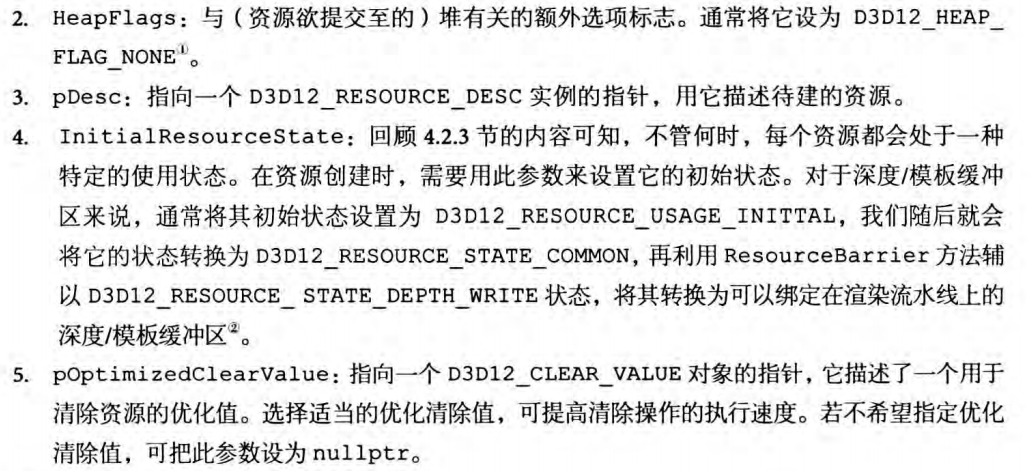 2. HeapFlags：与（资源欲提交至的）堆有关的额外选项标志。通常将它设为 D3D12_HEAP_
FLAG_NONE①。
3. pDesc：指向一个 D3D12_RESOURCE_DESC 实例的指针，用它描述待建的资源。
4. InitialResourceState：回顾 4.2.3 节的内容可知，不管何时，每个资源都会处于一种
特定的使用状态。在资源创建时，需要用此参数来设置它的初始状态。对于深度/模板缓冲
区来说，通常将其初始状态设置为 D3D12_RESOURCE_USAGE_INITTAL，我们随后就会
将它的状态转换为 D3D12_RESOURCE_STATE_COMMON，再利用 ResourceBarrier 方法辅
以 D3D12_RESOURCE_ STATE_DEPTH_WRITE 状态，将其转换为可以绑定在渲染流水线上的
深度/模板缓冲区②。
5. pOptimizedClearValue：指向一个 D3D12_CLEAR_VALUE 对象的指针，它描述了一个用于
清除资源的优化值。选择适当的优化清除值，可提高清除操作的执行速度。若不希望指定优化
清除值，可把此参数设为 nullptr。